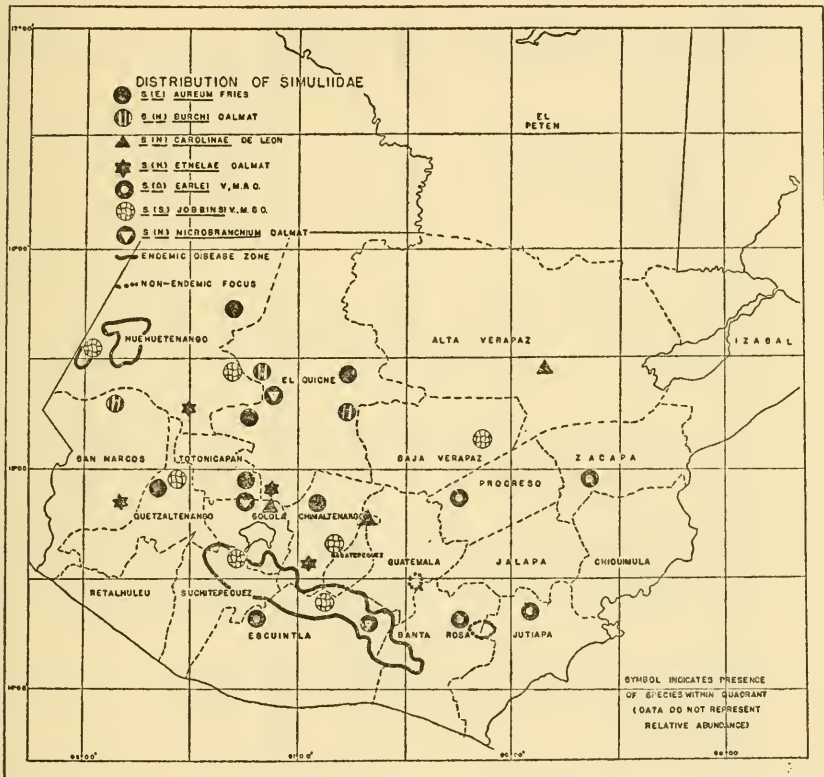 17°00'
DISTRIBUTION OF SIMULIIDAE
S.(E.) AUREUM FRIES
S.(H) BURCHI DALMAT
S.(H) CAROLINAE DE LEON
S.(H) ETHELAE DALMAT
S.(D) EARLEI V., M. & D.
S.(S.) JOBBINSI V., M. & D.
S.(H) NIGROBRANCHIUM DALMAT
ENDEMIC DISEASE ZONE
NON-ENDEMIC FOCUS
EL
PETEN
HUEHUETENANGO
ALTA VERAPAZ
IZABAL
EL QUICHE
SAN MARCOS
TOTONICAPAN
BAJA VERAPAZ
ZACAPA
PROGRESO
QUETZALTENANGO
SOLOLA
CHIMALTENANGO
SACATEPEQUEZ
GUATEMALA
JALAPA
CHIQUIMULA
RETALHULEU
SUCHITEPEQUEZ
ESCUINTLA
SANTA ROSA
JUTIAPA
SYMBOL INDICATES PRESENCE
OF SPECIES WITHIN QUADRANT
(DATA DO NOT REPRESENT
RELATIVE ABUNDANCE)